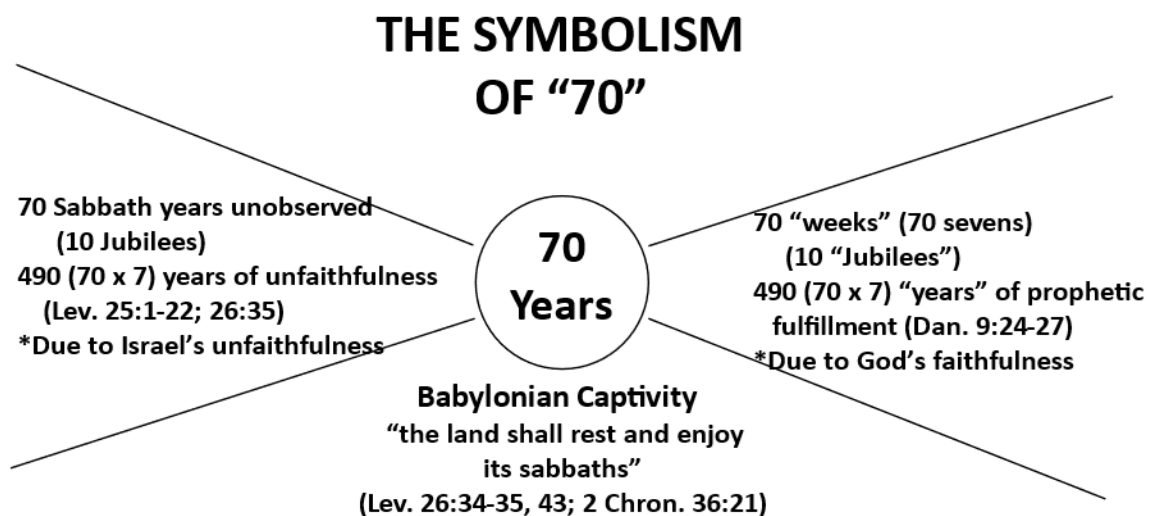 THE SYMBOLISM
OF “70”
70 Sabbath years unobserved
(10 Jubilees)
490 (70 x 7) years of unfaithfulness
(Lev. 25:1-22; 26:35)
*Due to Israel’s unfaithfulness
70
Years
70 “weeks” (70 sevens)
(10 “Jubilees”)
490 (70 x 7) “years” of prophetic
fulfillment (Dan. 9:24-27)
*Due to God’s faithfulness
Babylonian Captivity
“the land shall rest and enjoy
its sabbaths”
(Lev. 26:34-35, 43; 2 Chron. 36:21)